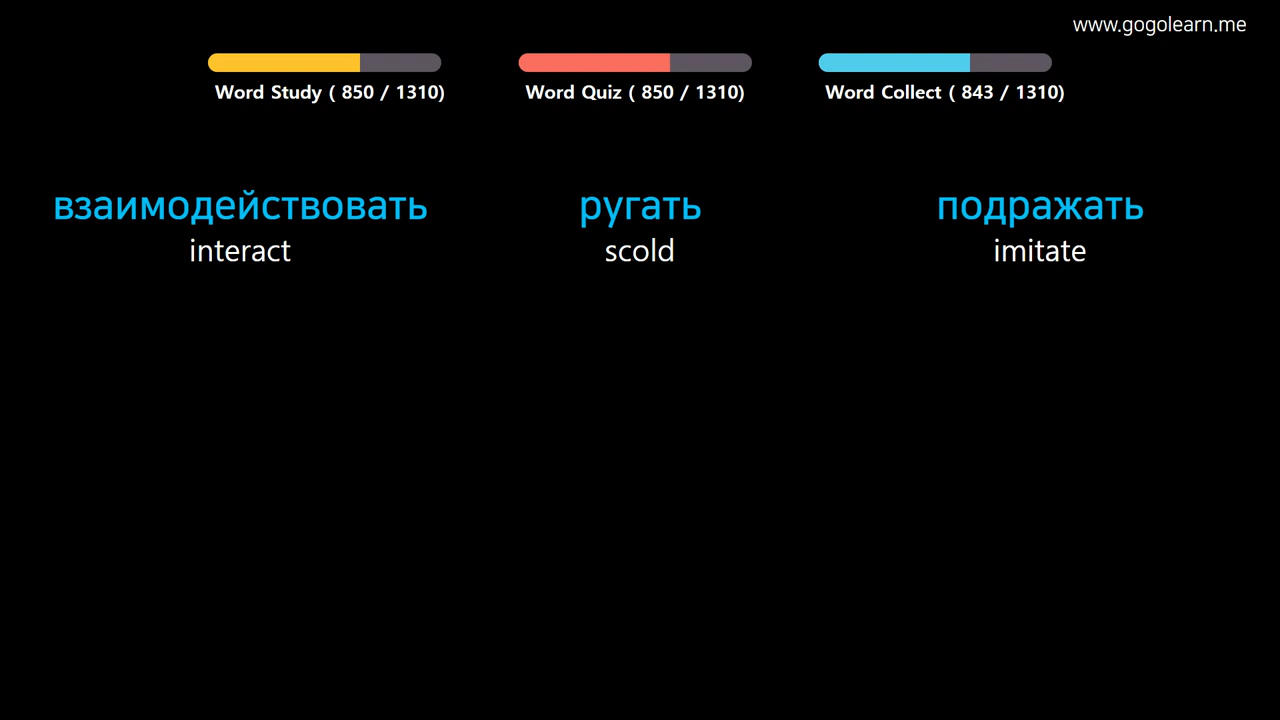 www.gogolearn.me
Word Study ( 850 / 1310)
Word Quiz ( 850 / 1310)
Word Collect ( 843 / 1310)
взаимодействовать
interact
ругать
scold
подражать
imitate